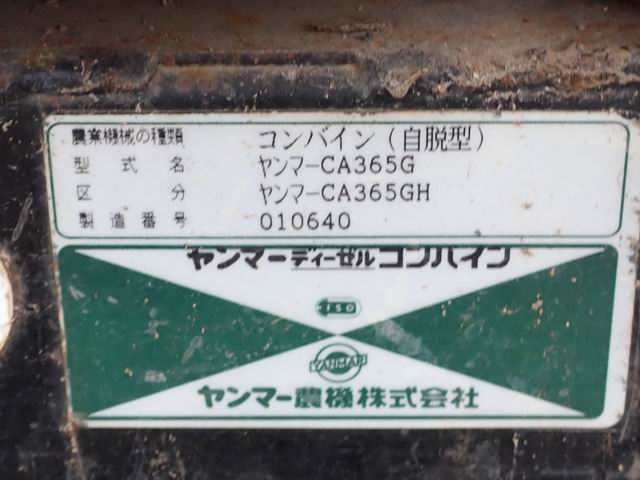 農業機械の種類 コンバイン（自脱型）
型式名 ヤンマーCA365G
区分 ヤンマーCA365GH
製造番号 010640
ヤンマーディーゼルコンバイン
ISO
YANMAR
ヤンマー農機株式会社